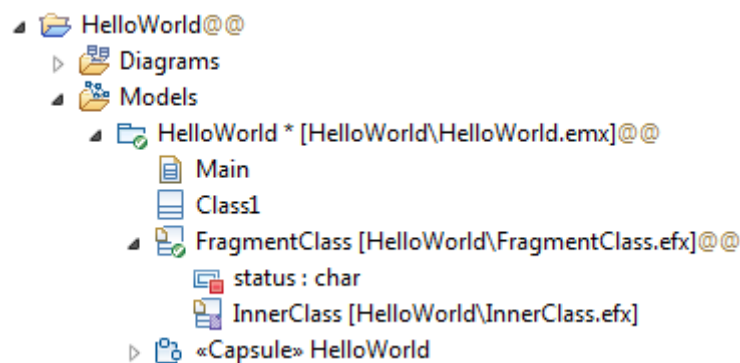 HelloWorld@@
Diagrams
Models
HelloWorld * [HelloWorld\HelloWorld.emx]@@
Main
Class1
FragmentClass [HelloWorld\FragmentClass.efx]@@
status : char
InnerClass [HelloWorld\InnerClass.efx]
«Capsule» HelloWorld